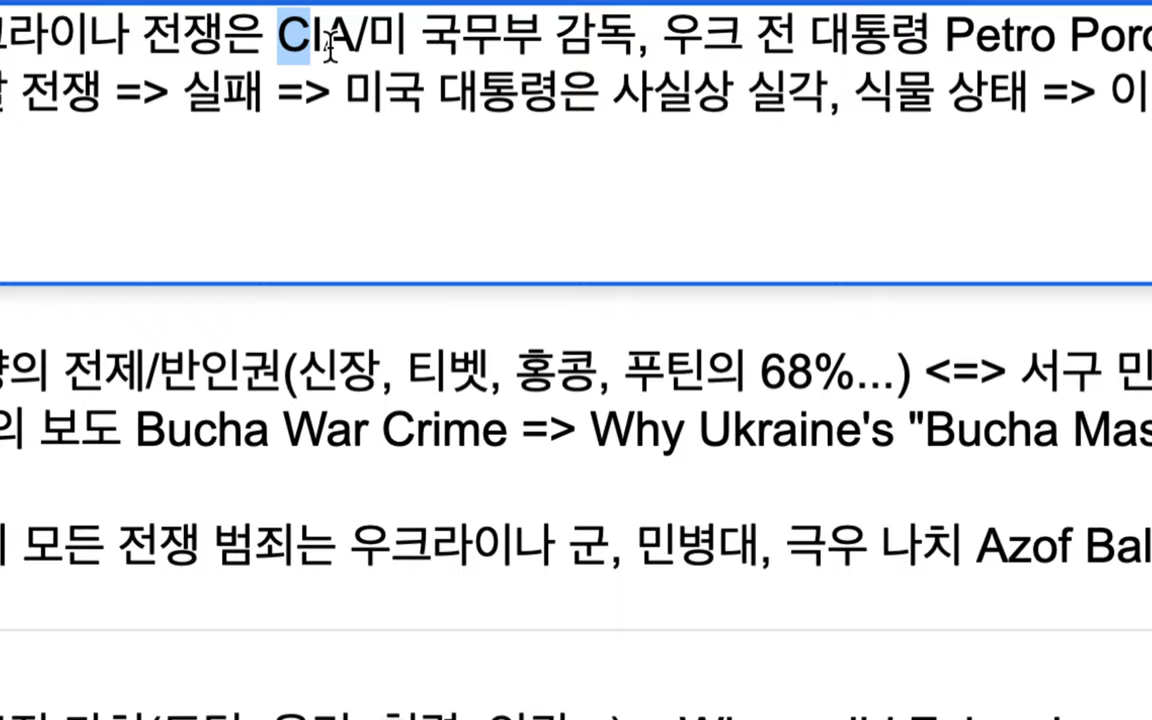 크라이나 전쟁은 CIA/미 국무부 감독, 우크 전 대통령 Petro Poro
전쟁 => 실패 => 미국 대통령은 사실상 실각, 식물 상태 => 이
의 전제/반인권(신장, 티벳, 홍콩, 푸틴의 68%...) <=> 서구 민
의 보도 Bucha War Crime => Why Ukraine's "Bucha Mas
모든 전쟁 범죄는 우크라이나 군, 민병대, 극우 나치 Azof Bal